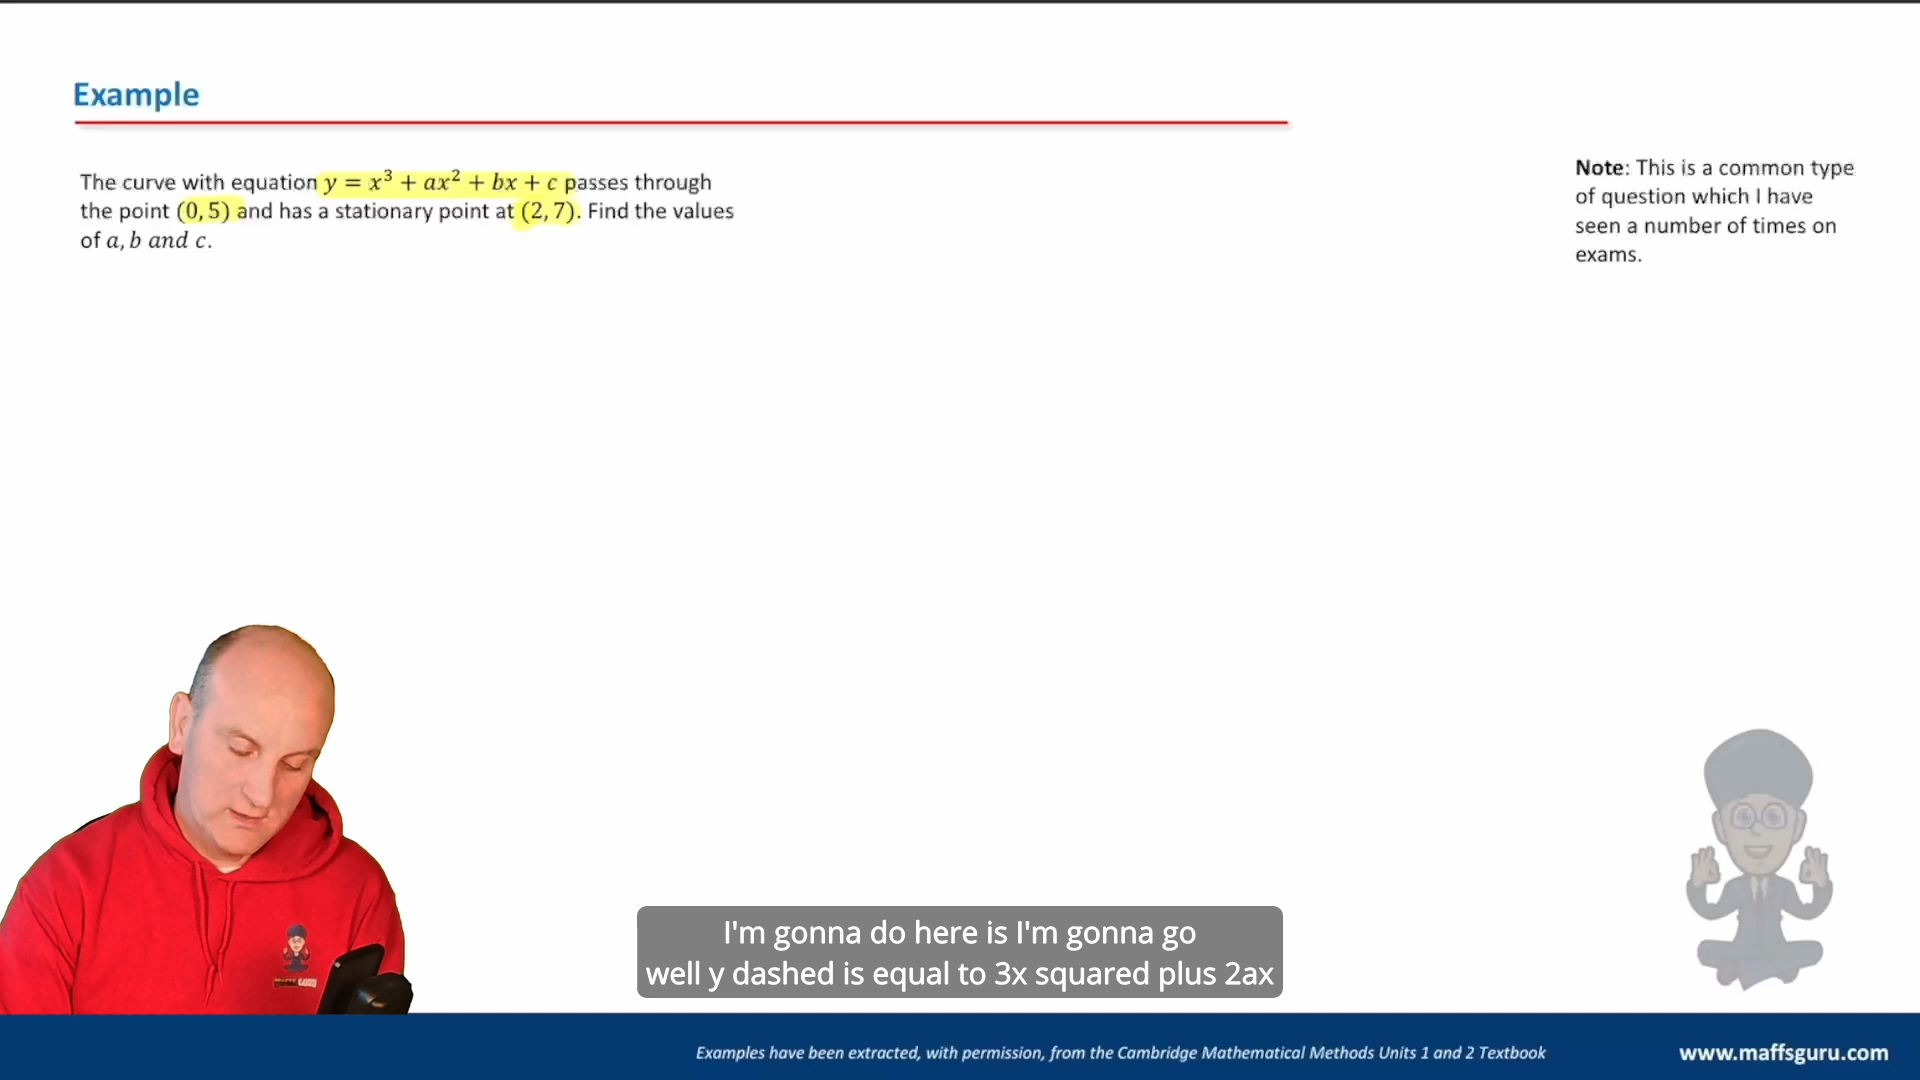 Example
The curve with equation y = x³ + ax² + bx + c passes through
the point (0, 5) and has a stationary point at (2, 7). Find the values
of a, b and c.
Note: This is a common type
of question which I have
seen a number of times on
exams.
I'm gonna do here is I'm gonna go
well y dashed is equal to 3x squared plus 2ax
Examples have been extracted, with permission, from the Cambridge Mathematical Methods Units 1 and 2 Textbook
www.maffsguru.com